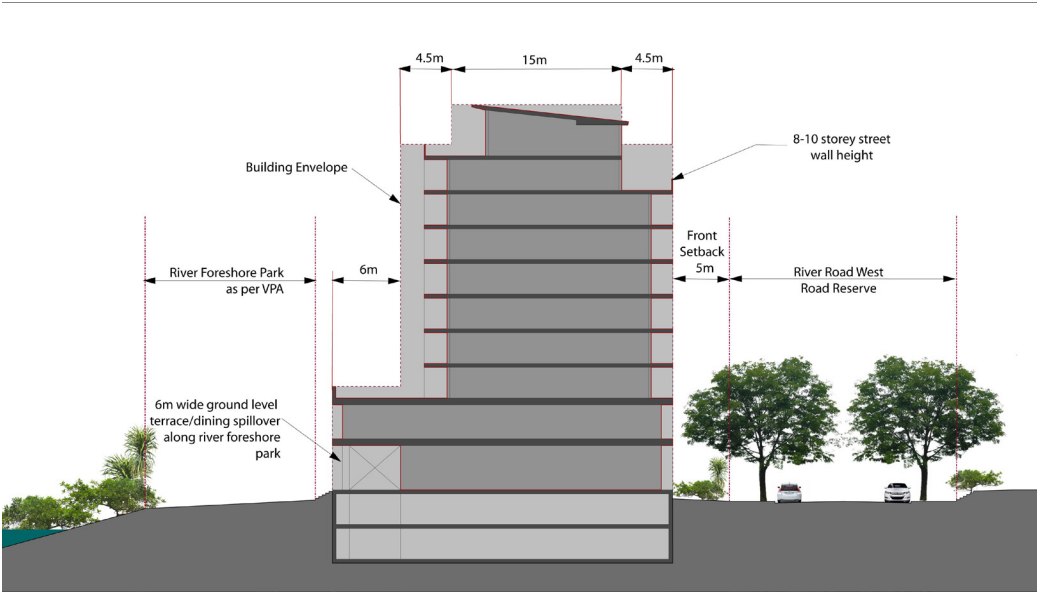 4.5m
15m
4.5m
8-10 storey street
wall height
Building Envelope
Front
Setback
5m
6m
River Foreshore Park
as per VPA
River Road West
Road Reserve
6m wide ground level
terrace/dining spillover
along river foreshore
park